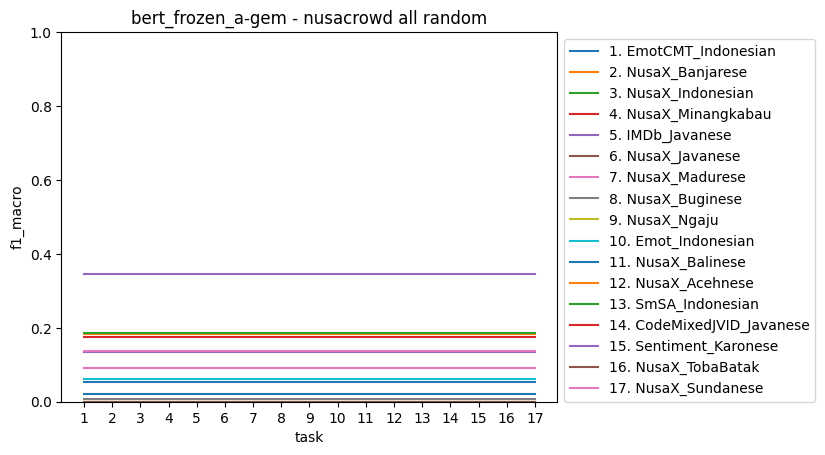 bert_frozen_a-gem - nusacrowd all random
f1_macro
1.0
0.8
0.6
0.4
0.2
0.0
1 2 3 4 5 6 7 8 9 10 11 12 13 14 15 16 17
task
1. EmotCMT_Indonesian
2. NusaX_Banjarese
3. NusaX_Indonesian
4. NusaX_Minangkabau
5. IMDb_Javanese
6. NusaX_Javanese
7. NusaX_Madurese
8. NusaX_Buginese
9. NusaX_Ngaju
10. Emot_Indonesian
11. NusaX_Balinese
12. NusaX_Acehnese
13. SmSA_Indonesian
14. CodeMixedJVID_Javanese
15. Sentiment_Karonese
16. NusaX_TobaBatak
17. NusaX_Sundanese